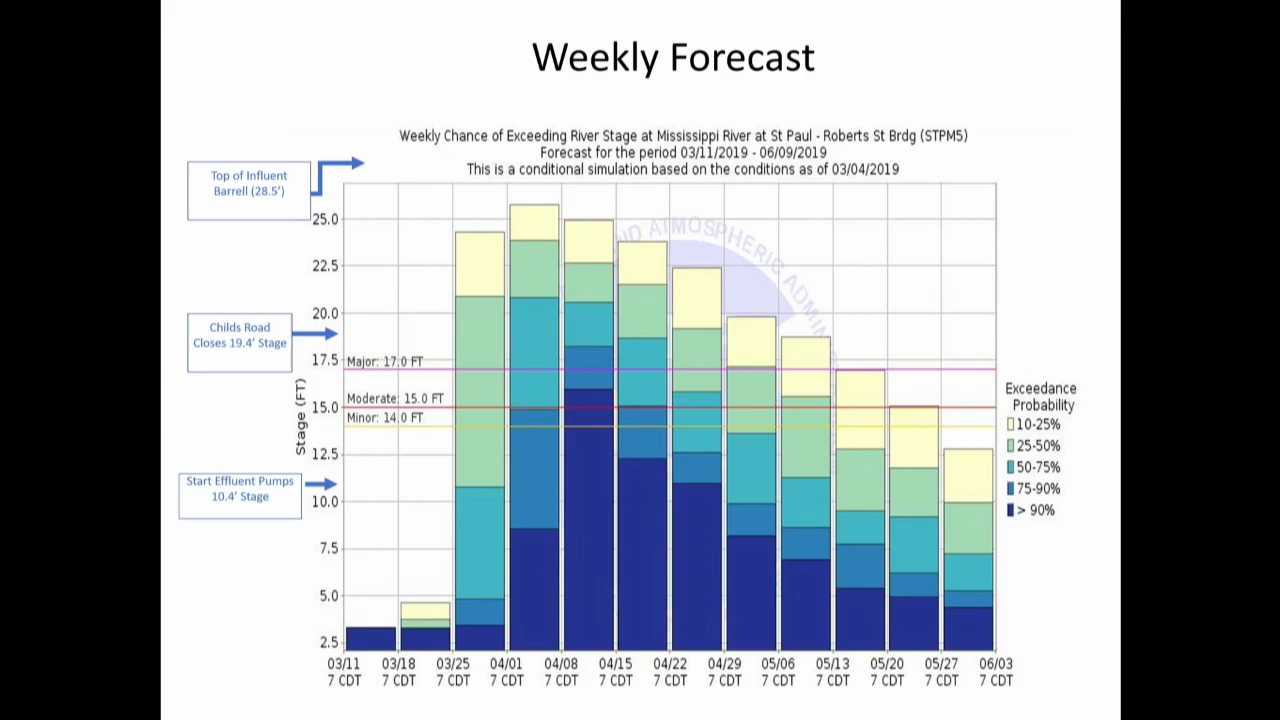 Weekly Forecast
Weekly Chance of Exceeding River Stage at Mississippi River at St Paul - Roberts St Brdg (STPM5)
Forecast for the period 03/11/2019 - 06/09/2019
This is a conditional simulation based on the conditions as of 03/04/2019
Top of Influent
Barrell (28.5')
Childs Road
Closes 19.4' Stage
Start Effluent Pumps
10.4' Stage
Stage (FT)
25.0
22.5
20.0
17.5
15.0
12.5
10.0
7.5
5.0
2.5
Major: 17.0 FT
Moderate: 15.0 FT
Minor: 14.0 FT
ND ATMOSPHERIC ADMIN
Exceedance
Probability
10-25%
25-50%
50-75%
75-90%
> 90%
03/11 03/18 03/25 04/01 04/08 04/15 04/22 04/29 05/06 05/13 05/20 05/27 06/03
7 CDT 7 CDT 7 CDT 7 CDT 7 CDT 7 CDT 7 CDT 7 CDT 7 CDT 7 CDT 7 CDT 7 CDT 7 CDT